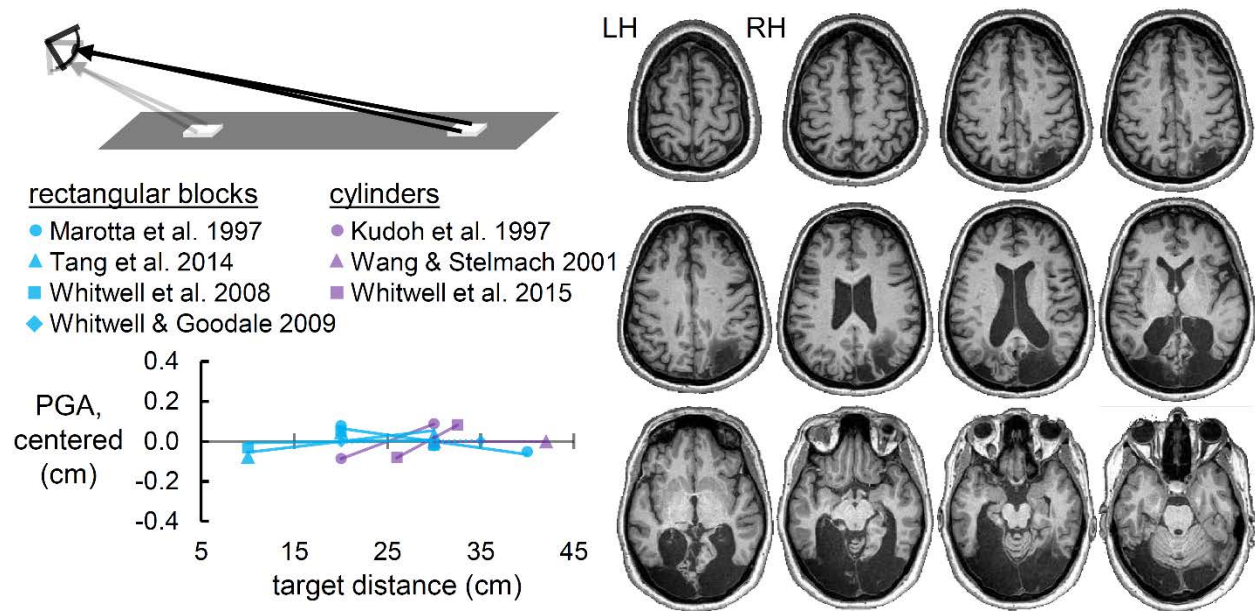 LH RH
rectangular blocks
Marotta et al. 1997
Tang et al. 2014
Whitwell et al. 2008
Whitwell & Goodale 2009
cylinders
Kudoh et al. 1997
Wang & Stelmach 2001
Whitwell et al. 2015
PGA,
centered
(cm)
0.4
0.2
0.0
-0.2
-0.4
5 15 25 35 45
target distance (cm)